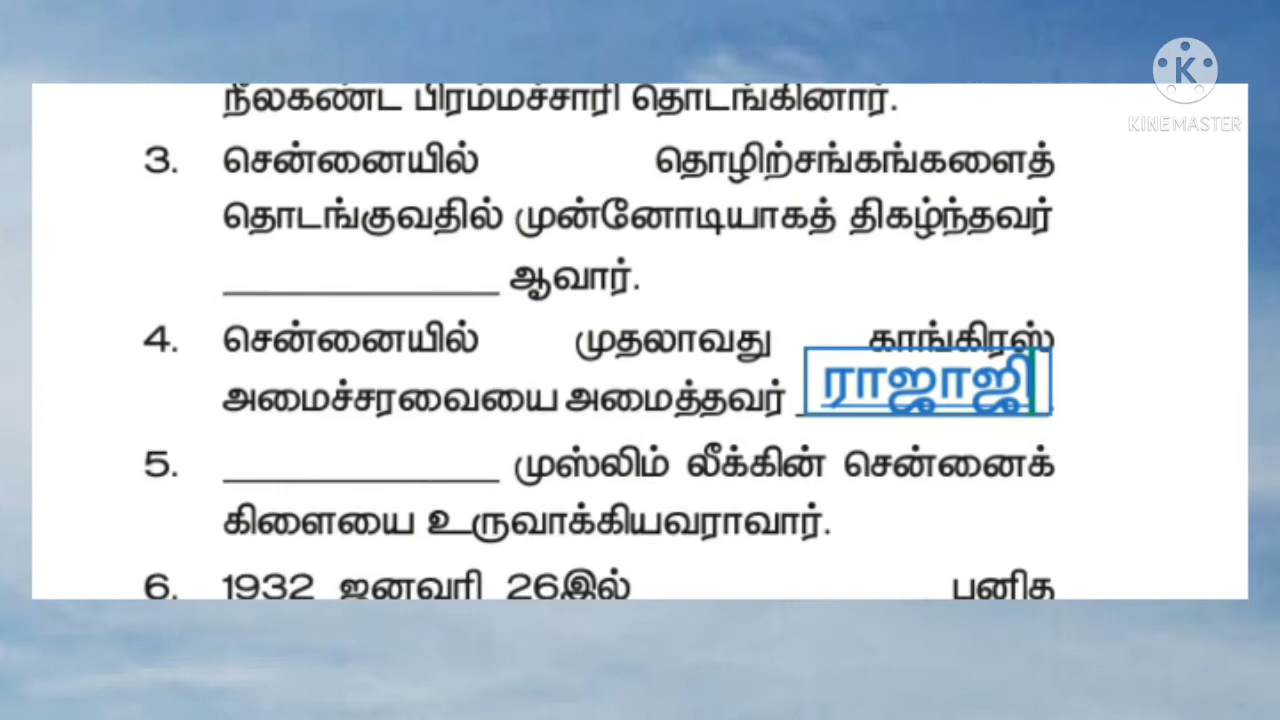 K
KINEMASTER
நீலகண்ட பிரம்மச்சாரி தொடங்கினார்.
3. சென்னையில் தொழிற்சங்கங்களைத்
தொடங்குவதில் முன்னோடியாகத் திகழ்ந்தவர்
______________ ஆவார்.
4. சென்னையில் முதலாவது காங்கிரஸ்
அமைச்சரவையை அமைத்தவர் ராஜாஜி
5. ______________ முஸ்லிம் லீக்கின் சென்னைக்
கிளையை உருவாக்கியவராவார்.
6. 1932 ஜனவரி 26இல் பனித